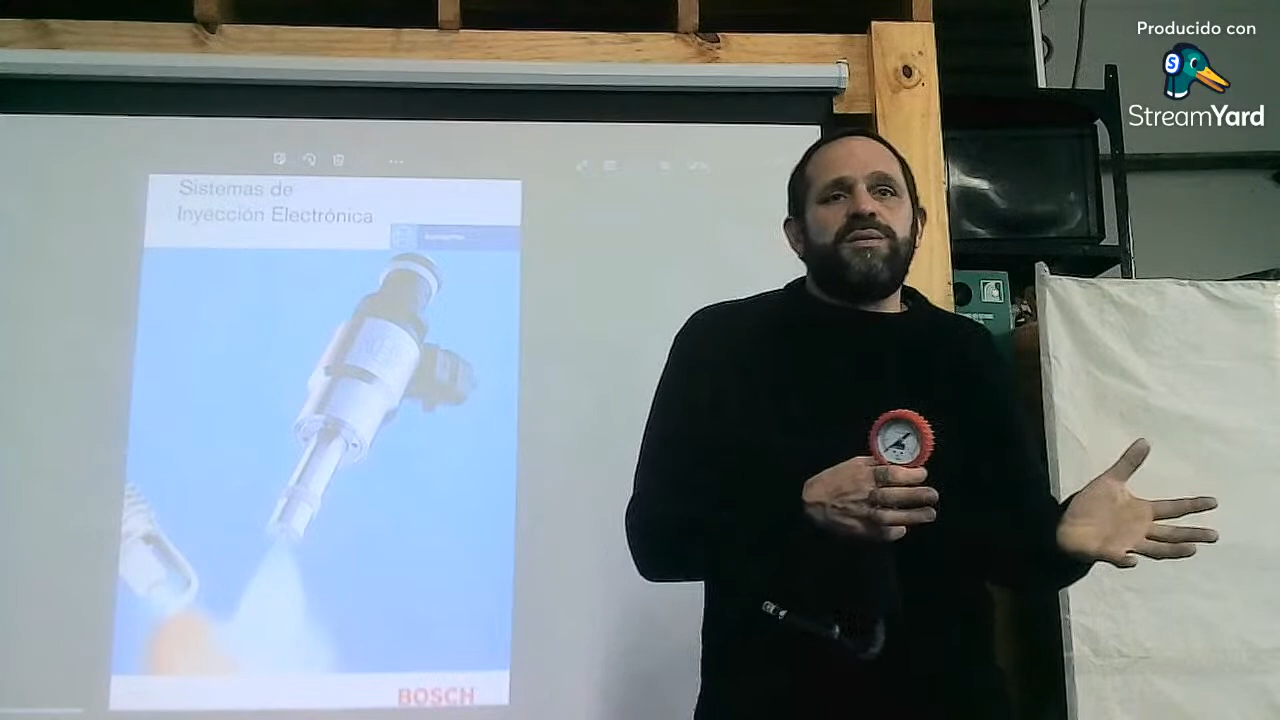 Producido con
StreamYard
Sistemas de
Inyección Electrónica
BOSCH